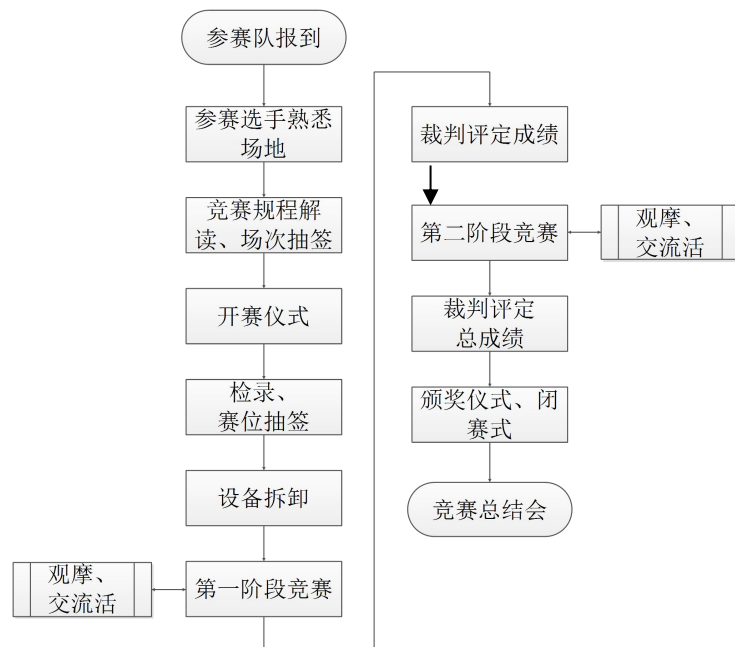 参赛队报到
参赛选手熟悉
场地
竞赛规程解
读、场次抽签
开赛仪式
检录、
赛位抽签
设备拆卸
观摩、
交流活
第一阶段竞赛
裁判评定成绩
第二阶段竞赛
观摩、
交流活
裁判评定
总成绩
颁奖仪式、闭
赛式
竞赛总结会